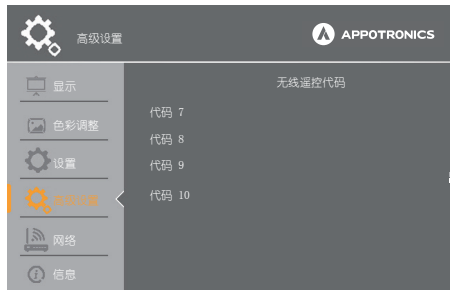 高级设置
APPOTRONICS
显示
色彩调整
设置
网络
信息
无线遥控代码
代码 7
代码 8
代码 9
代码 10